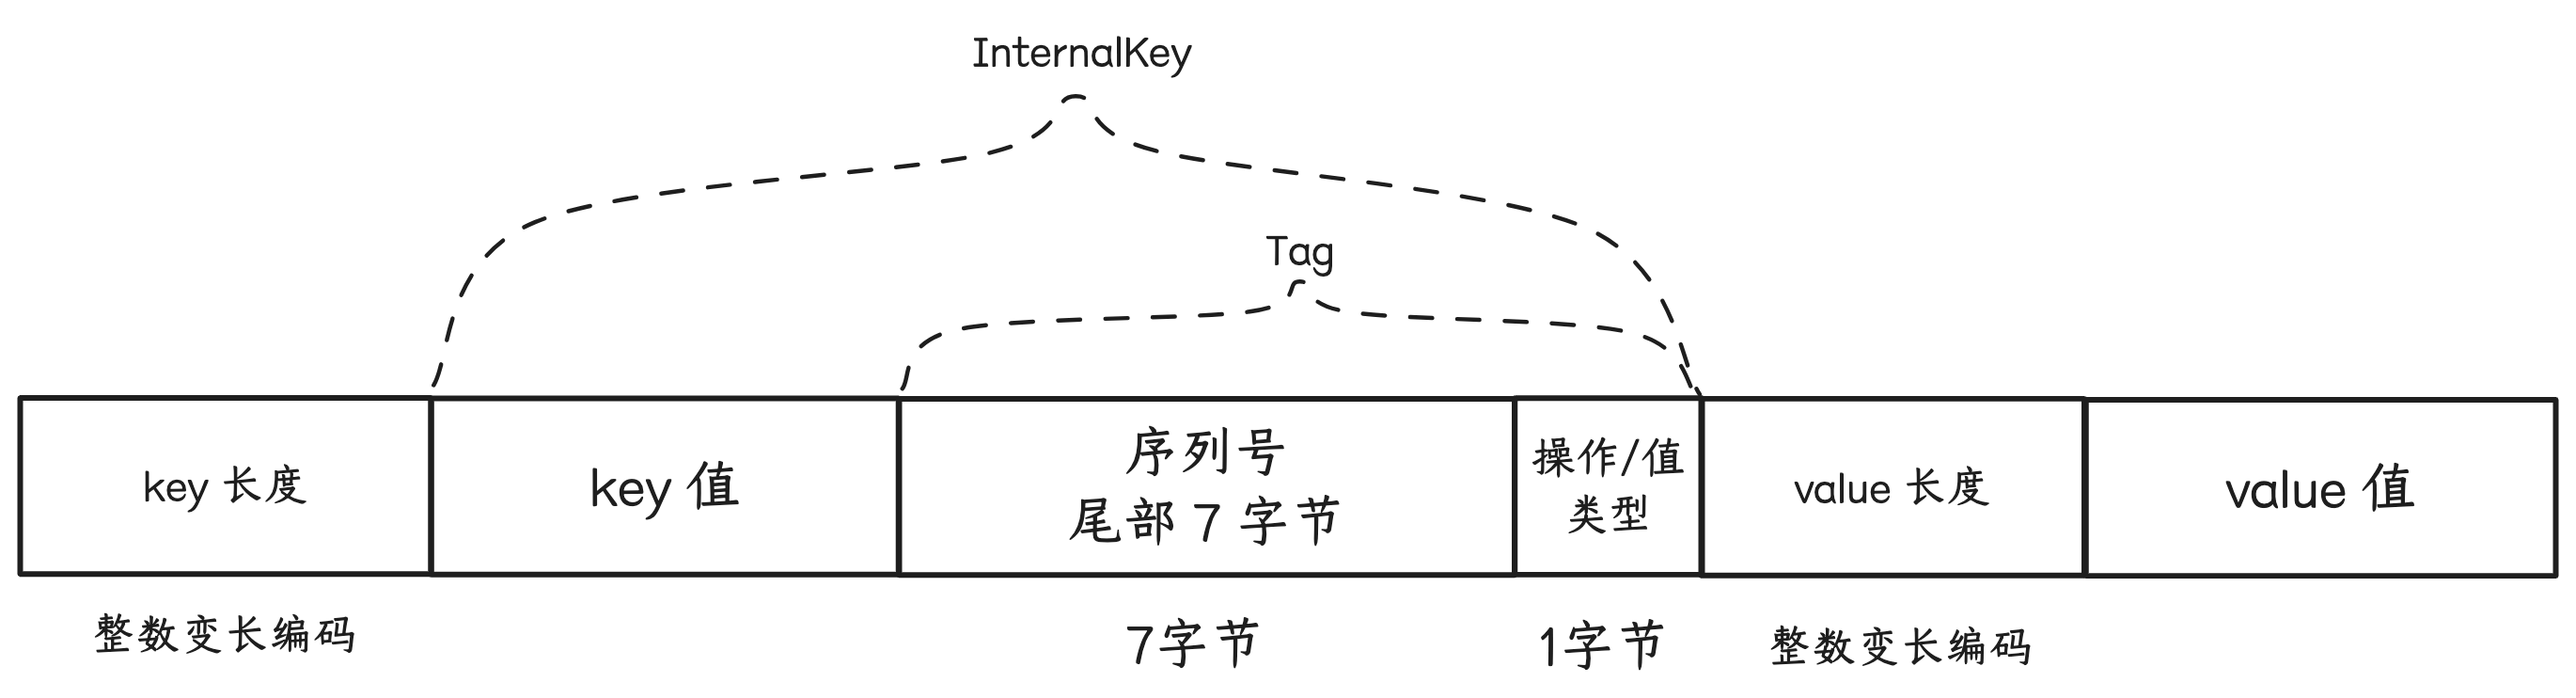 InternalKey
Tag
key 长度
key 值
序列号
尾部 7 字节
操作/值
类型
value 长度
value 值
整数变长编码
7字节
1字节
整数变长编码